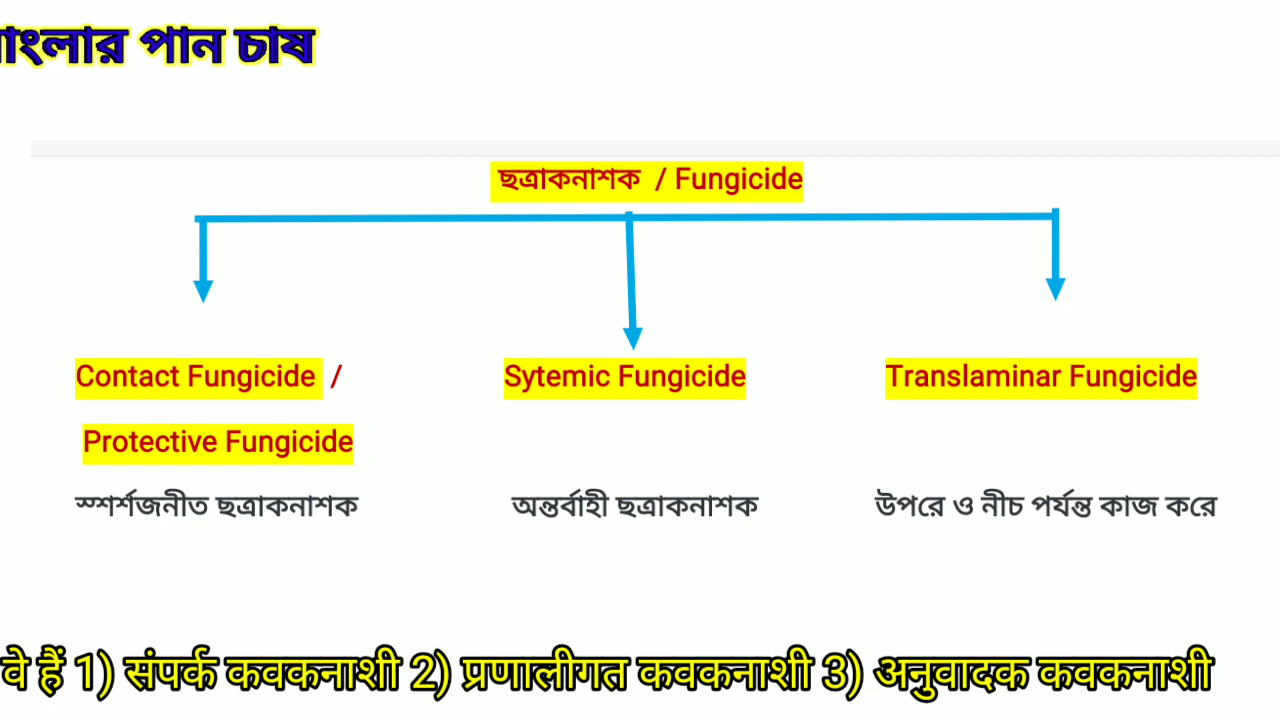 াংলার পান চাষ
ছত্রাকনাশক / Fungicide
Contact Fungicide /
Protective Fungicide
Sytemic Fungicide
Translaminar Fungicide
স্পর্শজনীত ছত্রাকনাশক
অন্তর্বাহী ছত্রাকনাশক
উপরে ও নীচ পর্যন্ত কাজ করে
वे हैं 1) संपर्क कवकनाशी 2) प्रणालीगत कवकनाशी 3) अनुवादक कवकनाशी